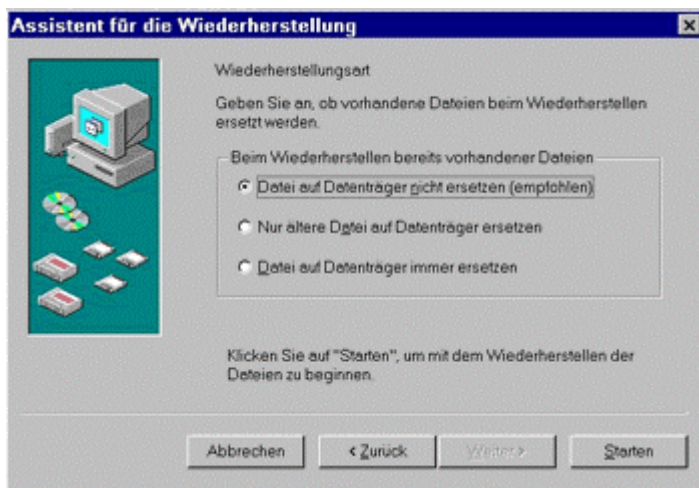 Assistent für die Wiederherstellung
Wiederherstellungsart
Geben Sie an, ob vorhandene Dateien beim Wiederherstellen
ersetzt werden.
Beim Wiederherstellen bereits vorhandener Dateien
Datei auf Datenträger nicht ersetzen (empfohlen)
Nur ältere Datei auf Datenträger ersetzen
Datei auf Datenträger immer ersetzen
Klicken Sie auf "Starten", um mit dem Wiederherstellen der
Dateien zu beginnen.
Abbrechen
< Zurück
Weiter >
Starten